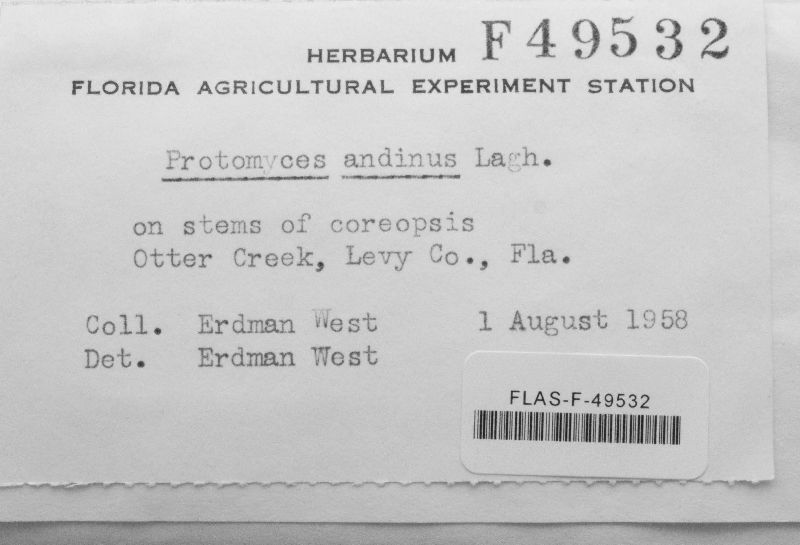 HERBARIUM F49532
FLORIDA AGRICULTURAL EXPERIMENT STATION
Protomyces andinus Lagh.
on stems of coreopsis
Otter Creek, Levy Co., Fla.
Coll. Erdman West 1 August 1958
Det. Erdman West
FLAS-F-49532